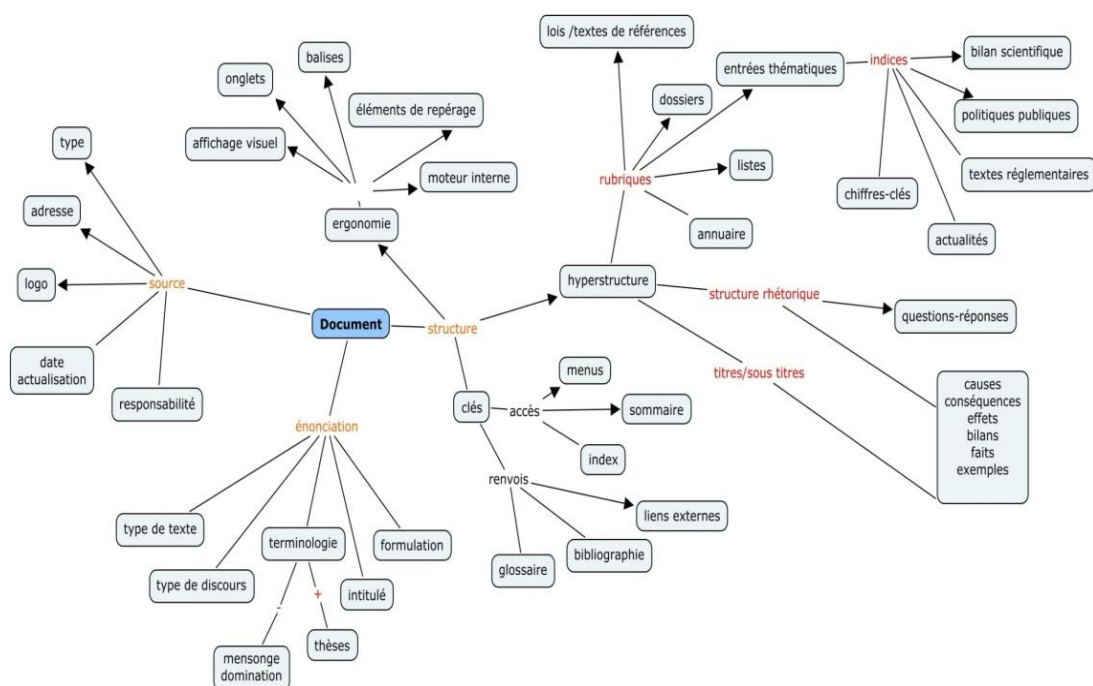 lois /textes de références
bilan scientifique
balises
entrées thématiques
indices
onglets
dossiers
éléments de repérage
politiques publiques
type
affichage visuel
listes
textes réglementaires
moteur interne
rubriques
chiffres-clés
adresse
ergonomie
annuaire
actualités
logo
source
hyperstructure
structure rhétorique
questions-réponses
Document
structure
date
actualisation
responsabilité
menus
titres/sous titres
clés
accès
sommaire
causes
conséquences
effets
bilans
faits
exemples
énonciation
index
renvois
liens externes
type de texte
terminologie
formulation
bibliographie
glossaire
type de discours
intitulé
-
+
thèses
mensonge
domination